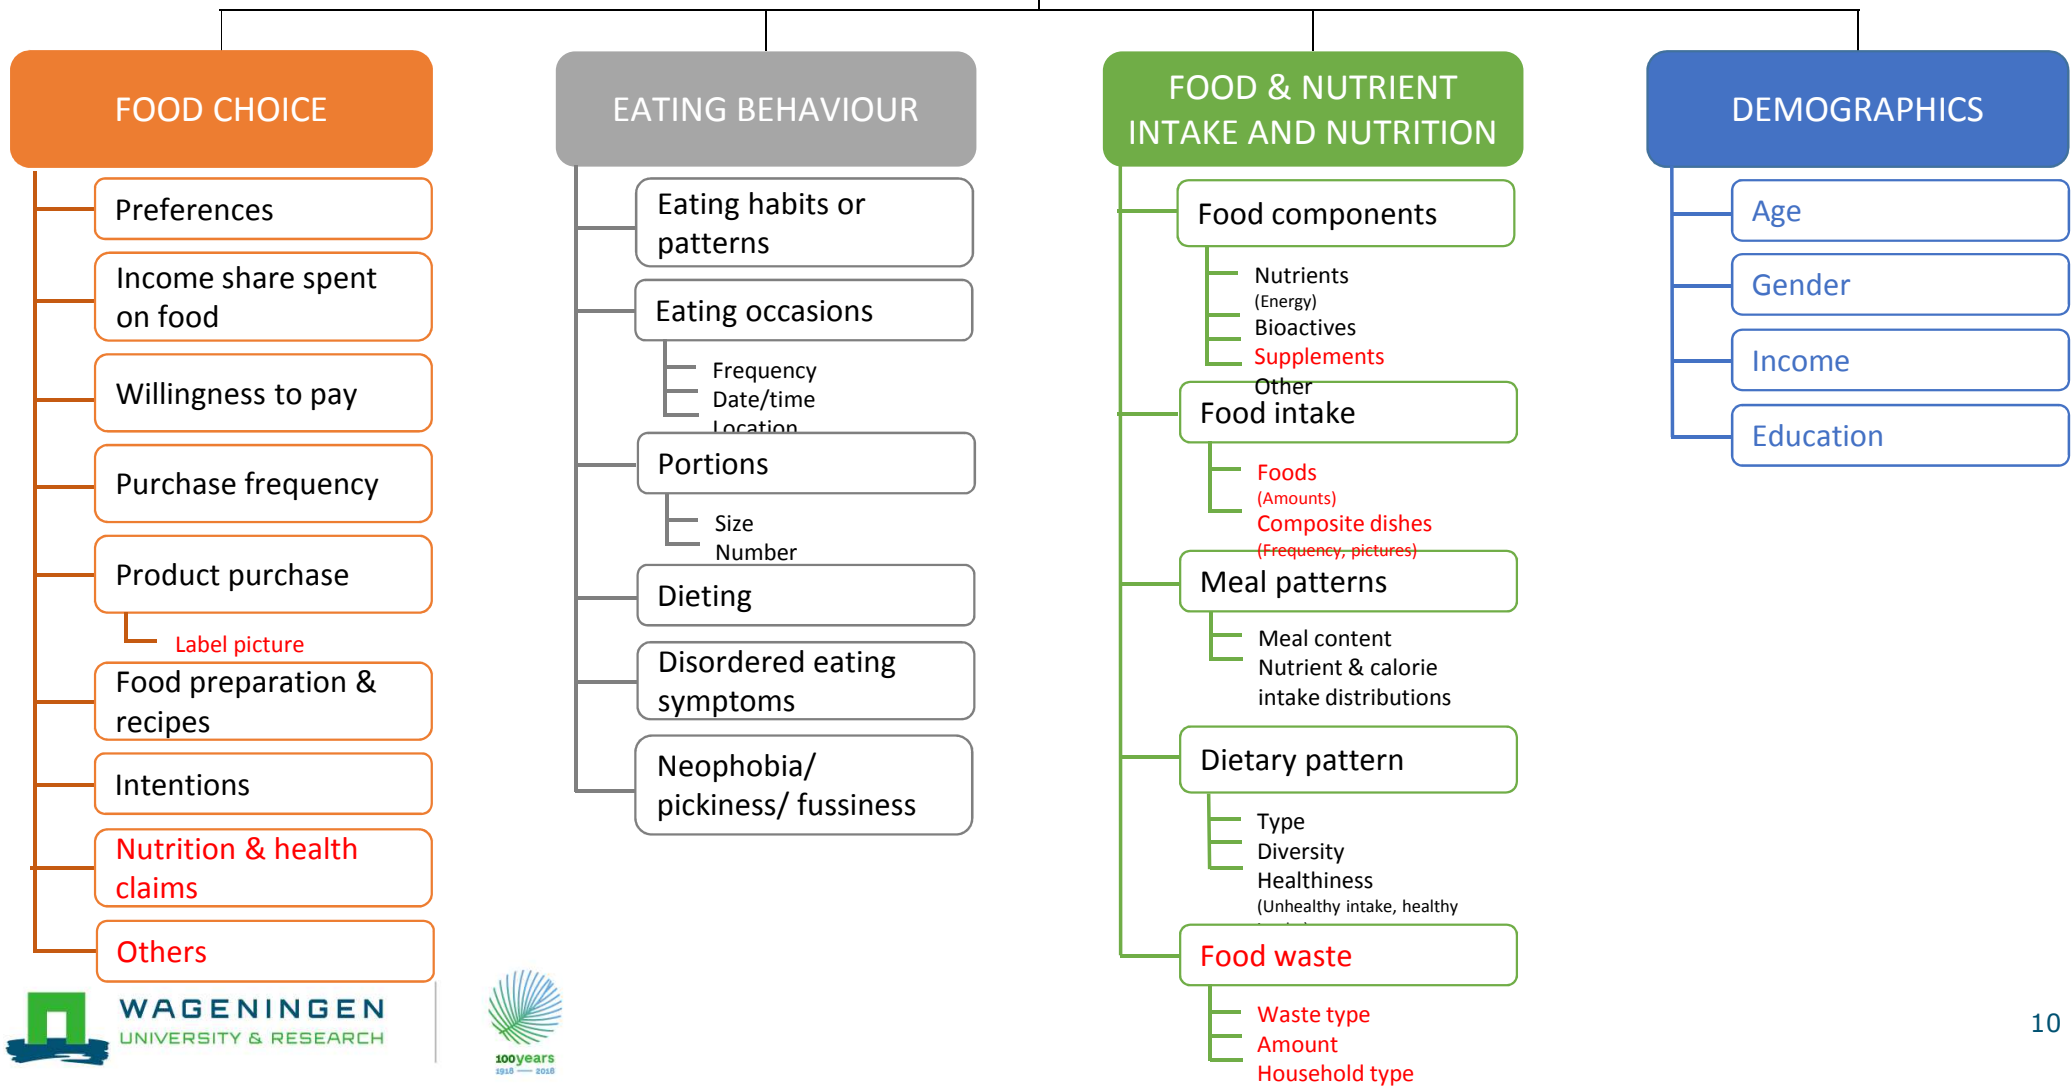 FOOD CHOICE
Preferences
Income share spent
on food
Willingness to pay
Purchase frequency
Product purchase
Label picture
Food preparation &
recipes
Intentions
Nutrition & health
claims
Others
EATING BEHAVIOUR
Eating habits or
patterns
Eating occasions
Frequency
Date/time
Location
Portions
Size
Number
Dieting
Disordered eating
symptoms
Neophobia/
pickiness/ fussiness
FOOD & NUTRIENT
INTAKE AND NUTRITION
Food components
Nutrients
(Energy)
Bioactives
Supplements
Other
Food intake
Foods
(Amounts)
Composite dishes
(Frequency, pictures)
Meal patterns
Meal content
Nutrient & calorie
intake distributions
Dietary pattern
Type
Diversity
Healthiness
(Unhealthy intake, healthy
Food waste
Waste type
Amount
Household type
DEMOGRAPHICS
Age
Gender
Income
Education
WAGENINGEN
UNIVERSITY & RESEARCH
100years
1918 — 2018
10